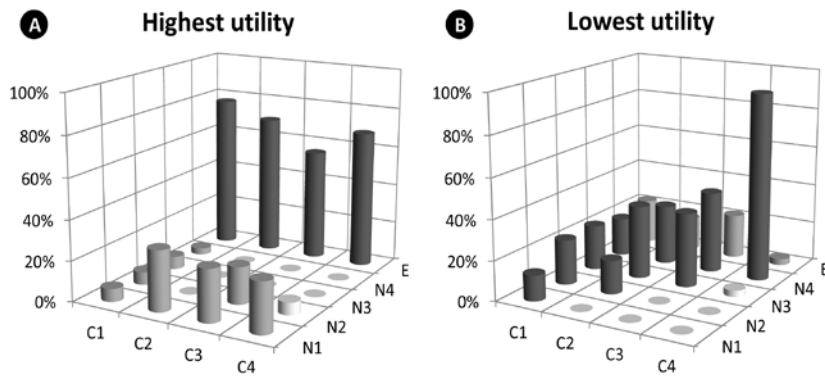 A Highest utility
100%
80%
60%
40%
20%
0%
C1
C2
C3
C4
N1
N2
N3
N4
E
B Lowest utility
100%
80%
60%
40%
20%
0%
C1
C2
C3
C4
N1
N2
N3
N4
E